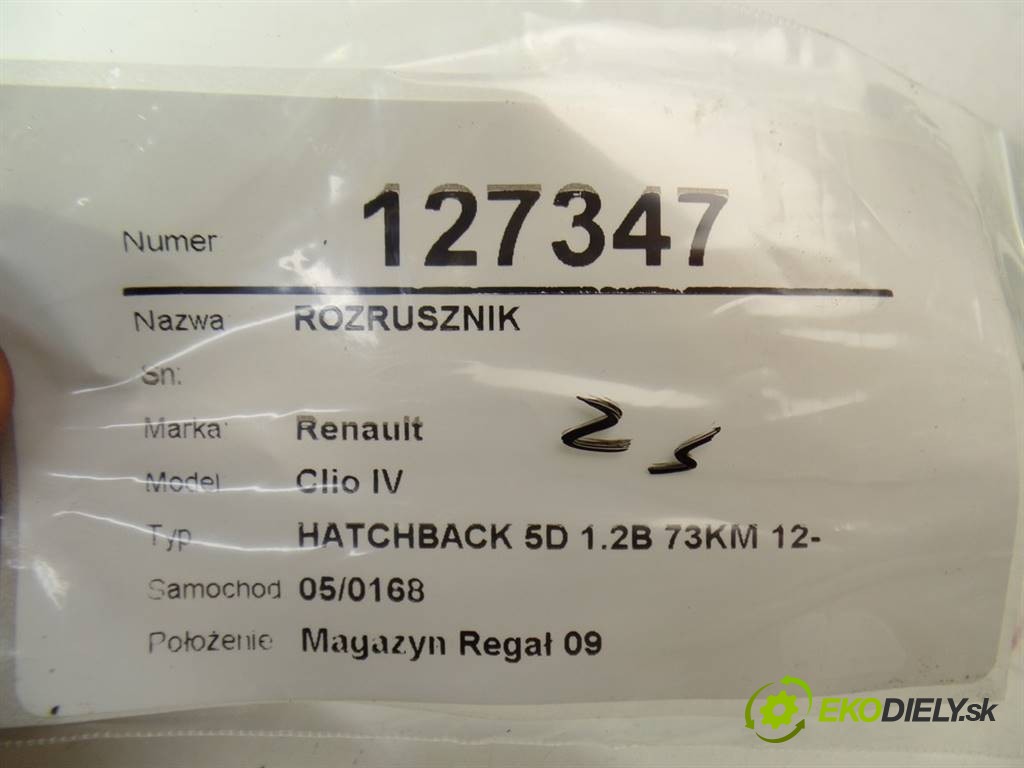 Numer 127347
Nazwa ROZRUSZNIK
Sn:
Marka: Renault
Model Clio IV
Typ HATCHBACK 5D 1.2B 73KM 12-
Samochod 05/0168
Położenie Magazyn Regał 09
EKODIELY.sk